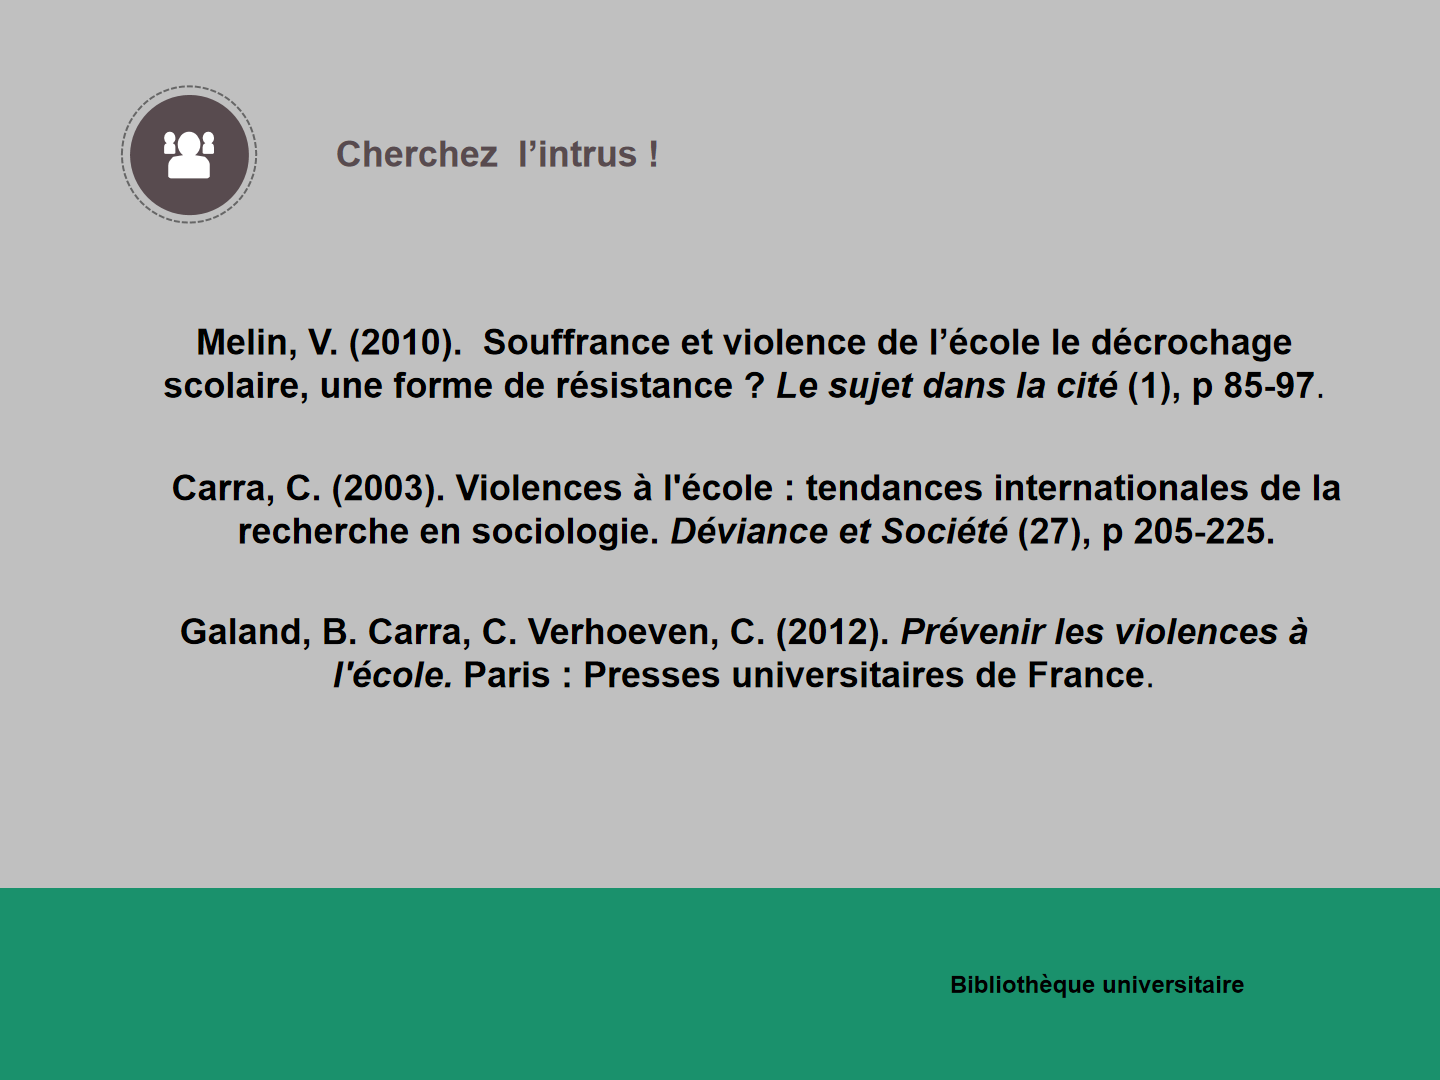 Cherchez  l’intrus !
Melin, V. (2010).  Souffrance et violence de l’école le décrochage
scolaire, une forme de résistance ? Le sujet dans la cité (1), p 85-97.
Carra, C. (2003). Violences à l'école : tendances internationales de la
recherche en sociologie. Déviance et Société (27), p 205-225.
Galand, B. Carra, C. Verhoeven, C. (2012). Prévenir les violences à
l'école. Paris : Presses universitaires de France.
Bibliothèque universitaire